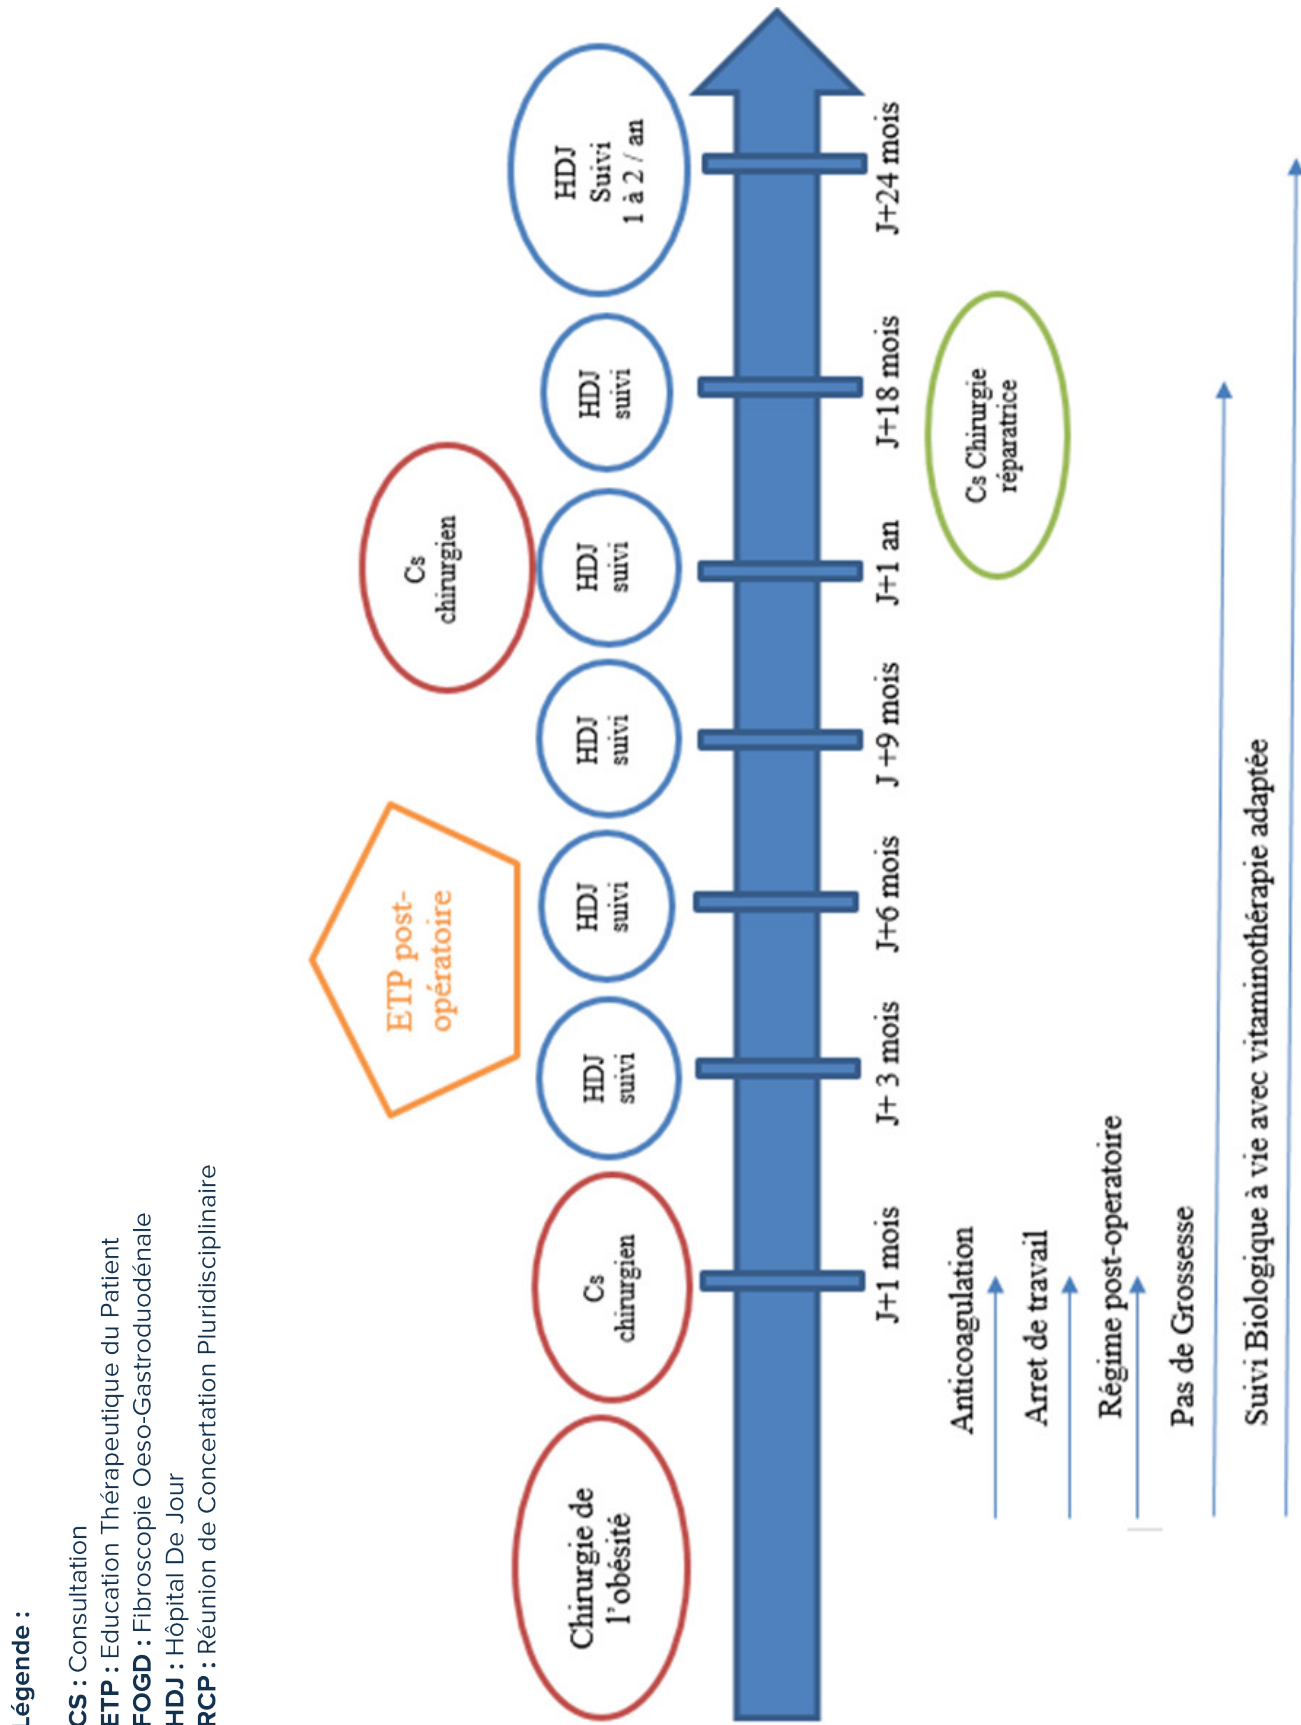 Légende :
CS : Consultation
ETP : Education Thérapeutique du Patient
FOGD : Fibroscopie Oeso-Gastroduodénale
HDJ : Hôpital De Jour
RCP : Réunion de Concertation Pluridisciplinaire
ETP post-
opératoire
Cs
chirurgien
Chirurgie de
l'obésité
Cs
chirurgien
HDJ
suivi
HDJ
suivi
HDJ
suivi
HDJ
suivi
HDJ
suivi
HDJ
Suivi
1 à 2 / an
J+1 mois
J+ 3 mois
J+6 mois
J +9 mois
J+1 an
J+18 mois
J+24 mois
Cs Chirurgie
réparatrice
Anticoagulation
Arret de travail
Régime post-operatoire
Pas de Grossesse
Suivi Biologique à vie avec vitaminothérapie adaptée